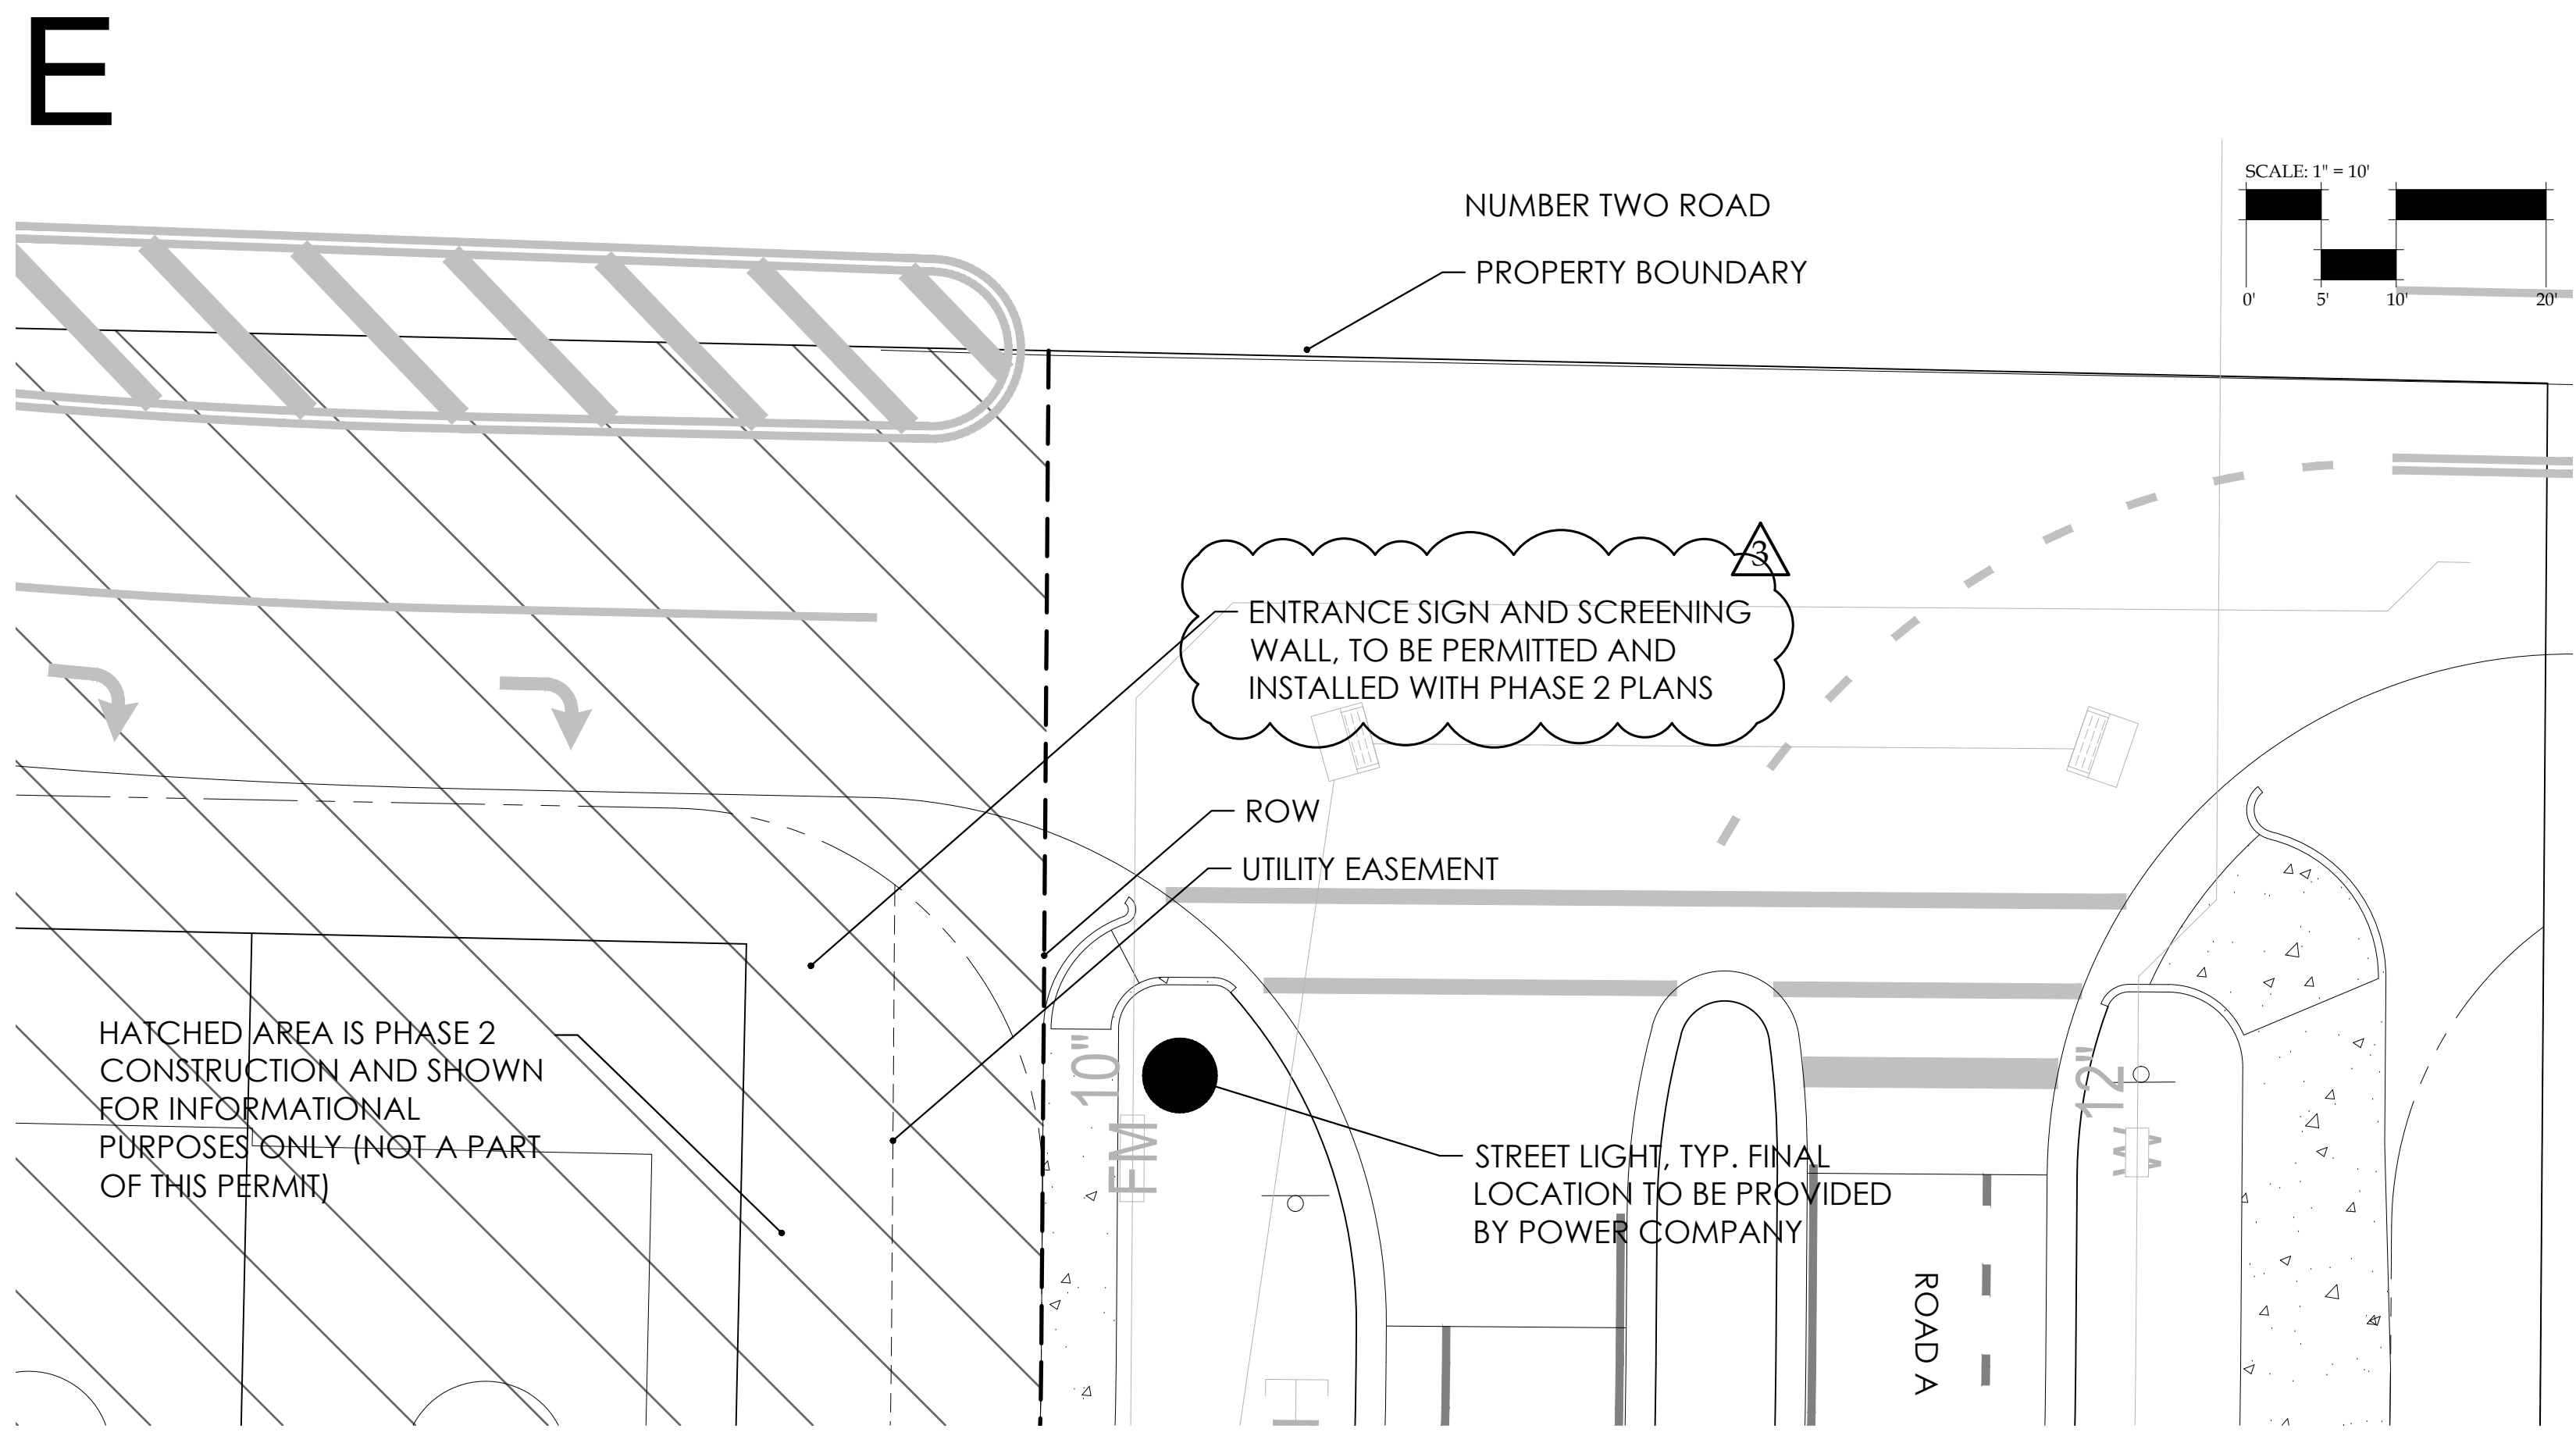 E
SCALE: 1" = 10'
0' 5' 10' 20'
NUMBER TWO ROAD
PROPERTY BOUNDARY
3
ENTRANCE SIGN AND SCREENING
WALL, TO BE PERMITTED AND
INSTALLED WITH PHASE 2 PLANS
ROW
UTILITY EASEMENT
HATCHED AREA IS PHASE 2
CONSTRUCTION AND SHOWN
FOR INFORMATIONAL
PURPOSES ONLY (NOT A PART
OF THIS PERMIT)
10"
FM
12"
W
STREET LIGHT, TYP. FINAL
LOCATION TO BE PROVIDED
BY POWER COMPANY
ROAD A